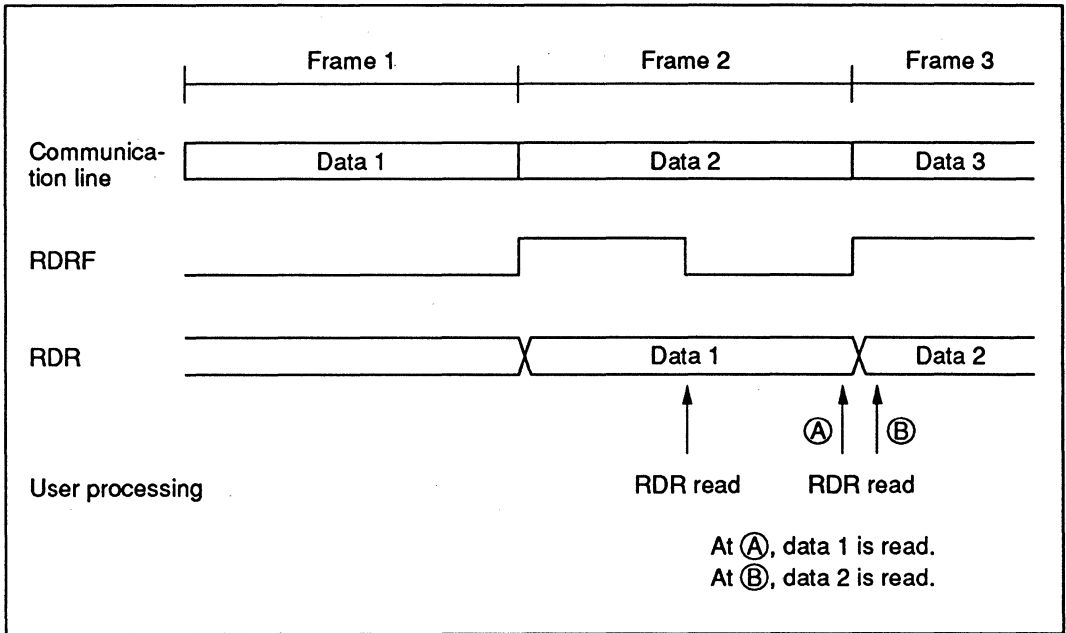 Frame 1 Frame 2 Frame 3
Communica-
tion line
Data 1 Data 2 Data 3
RDRF
RDR
Data 1 Data 2
Ⓐ Ⓑ
User processing
RDR read RDR read
At Ⓐ, data 1 is read.
At Ⓑ, data 2 is read.